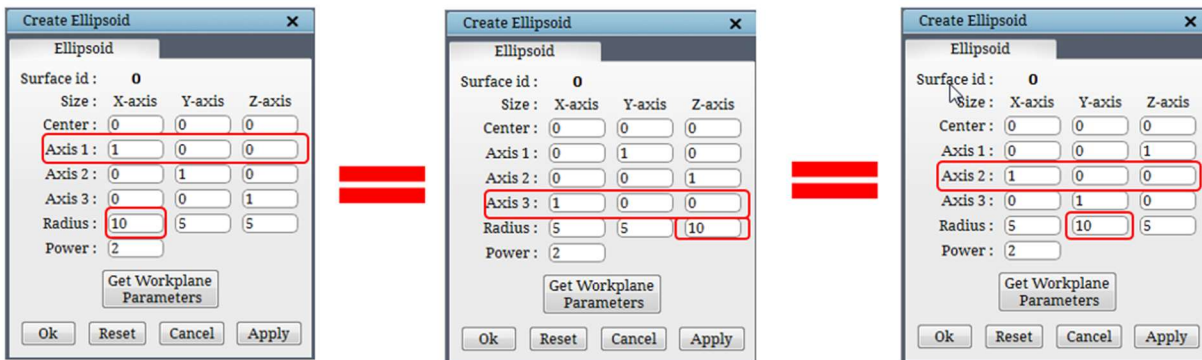 Create Ellipsoid ×
Ellipsoid
Surface id : 0
Size : X-axis Y-axis Z-axis
Center : 0 0 0
Axis 1 : 1 0 0
Axis 2 : 0 1 0
Axis 3 : 0 0 1
Radius : 10 5 5
Power : 2
Get Workplane
Parameters
Ok Reset Cancel Apply
Create Ellipsoid ×
Ellipsoid
Surface id : 0
Size : X-axis Y-axis Z-axis
Center : 0 0 0
Axis 1 : 0 1 0
Axis 2 : 0 0 1
Axis 3 : 1 0 0
Radius : 5 5 10
Power : 2
Get Workplane
Parameters
Ok Reset Cancel Apply
Create Ellipsoid ×
Ellipsoid
Surface id : 0
Size : X-axis Y-axis Z-axis
Center : 0 0 0
Axis 1 : 0 0 1
Axis 2 : 1 0 0
Axis 3 : 0 1 0
Radius : 5 10 5
Power : 2
Get Workplane
Parameters
Ok Reset Cancel Apply